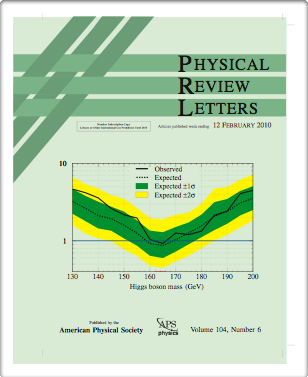 PHYSICAL
REVIEW
LETTERS
Articles published week ending 12 FEBRUARY 2010
10
Observed
Expected
Expected ±1σ
Expected ±2σ
1
130 140 150 160 170 180 190 200
Higgs boson mass (GeV)
Published by the
American Physical Society
APS
physics
Volume 104, Number 6